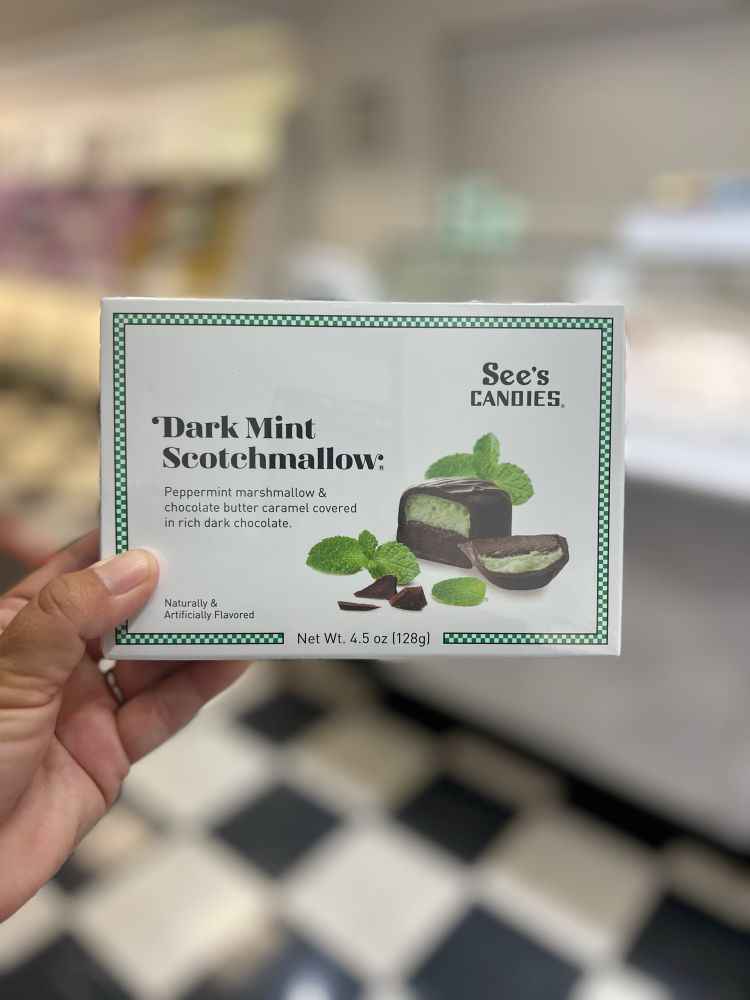 See's
CANDIES®
Dark Mint
Scotchmallow®
Peppermint marshmallow &
chocolate butter caramel covered
in rich dark chocolate.
Naturally &
Artificially Flavored
Net Wt. 4.5 oz (128g)